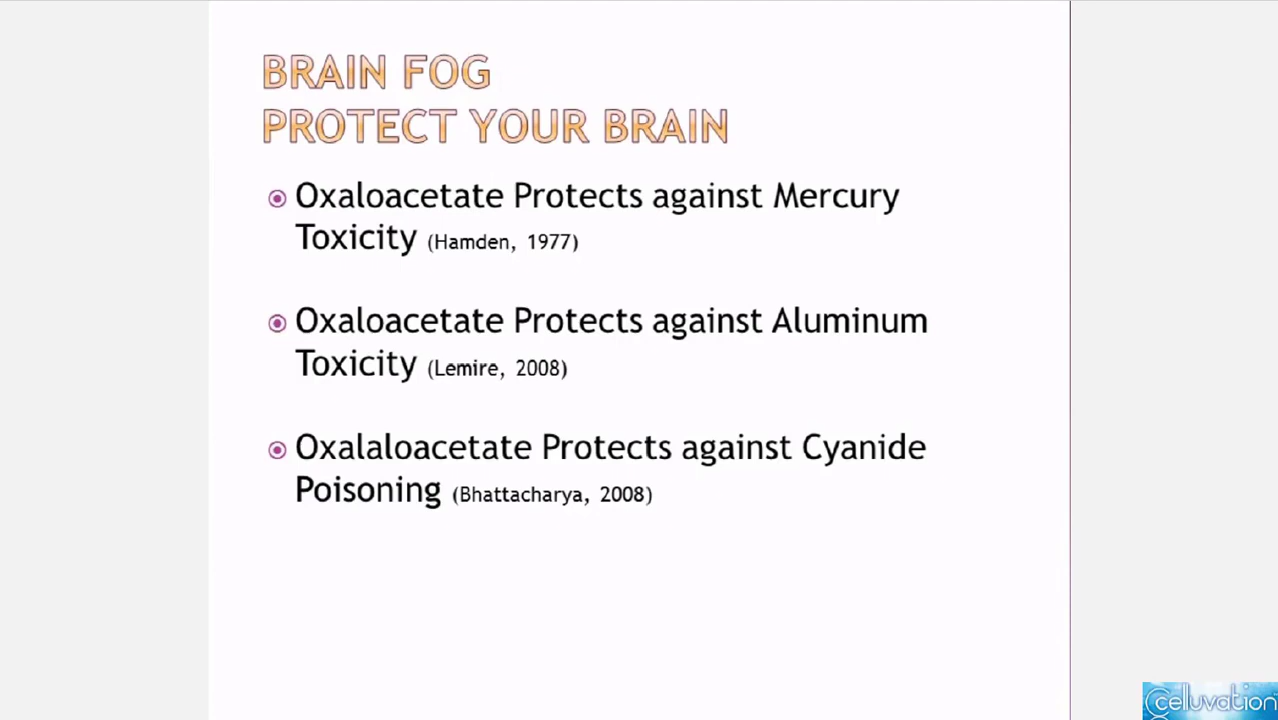 BRAIN FOG
PROTECT YOUR BRAIN
Oxaloacetate Protects against Mercury
Toxicity (Hamden, 1977)
Oxaloacetate Protects against Aluminum
Toxicity (Lemire, 2008)
Oxalaloacetate Protects against Cyanide
Poisoning (Bhattacharya, 2008)
celluvation